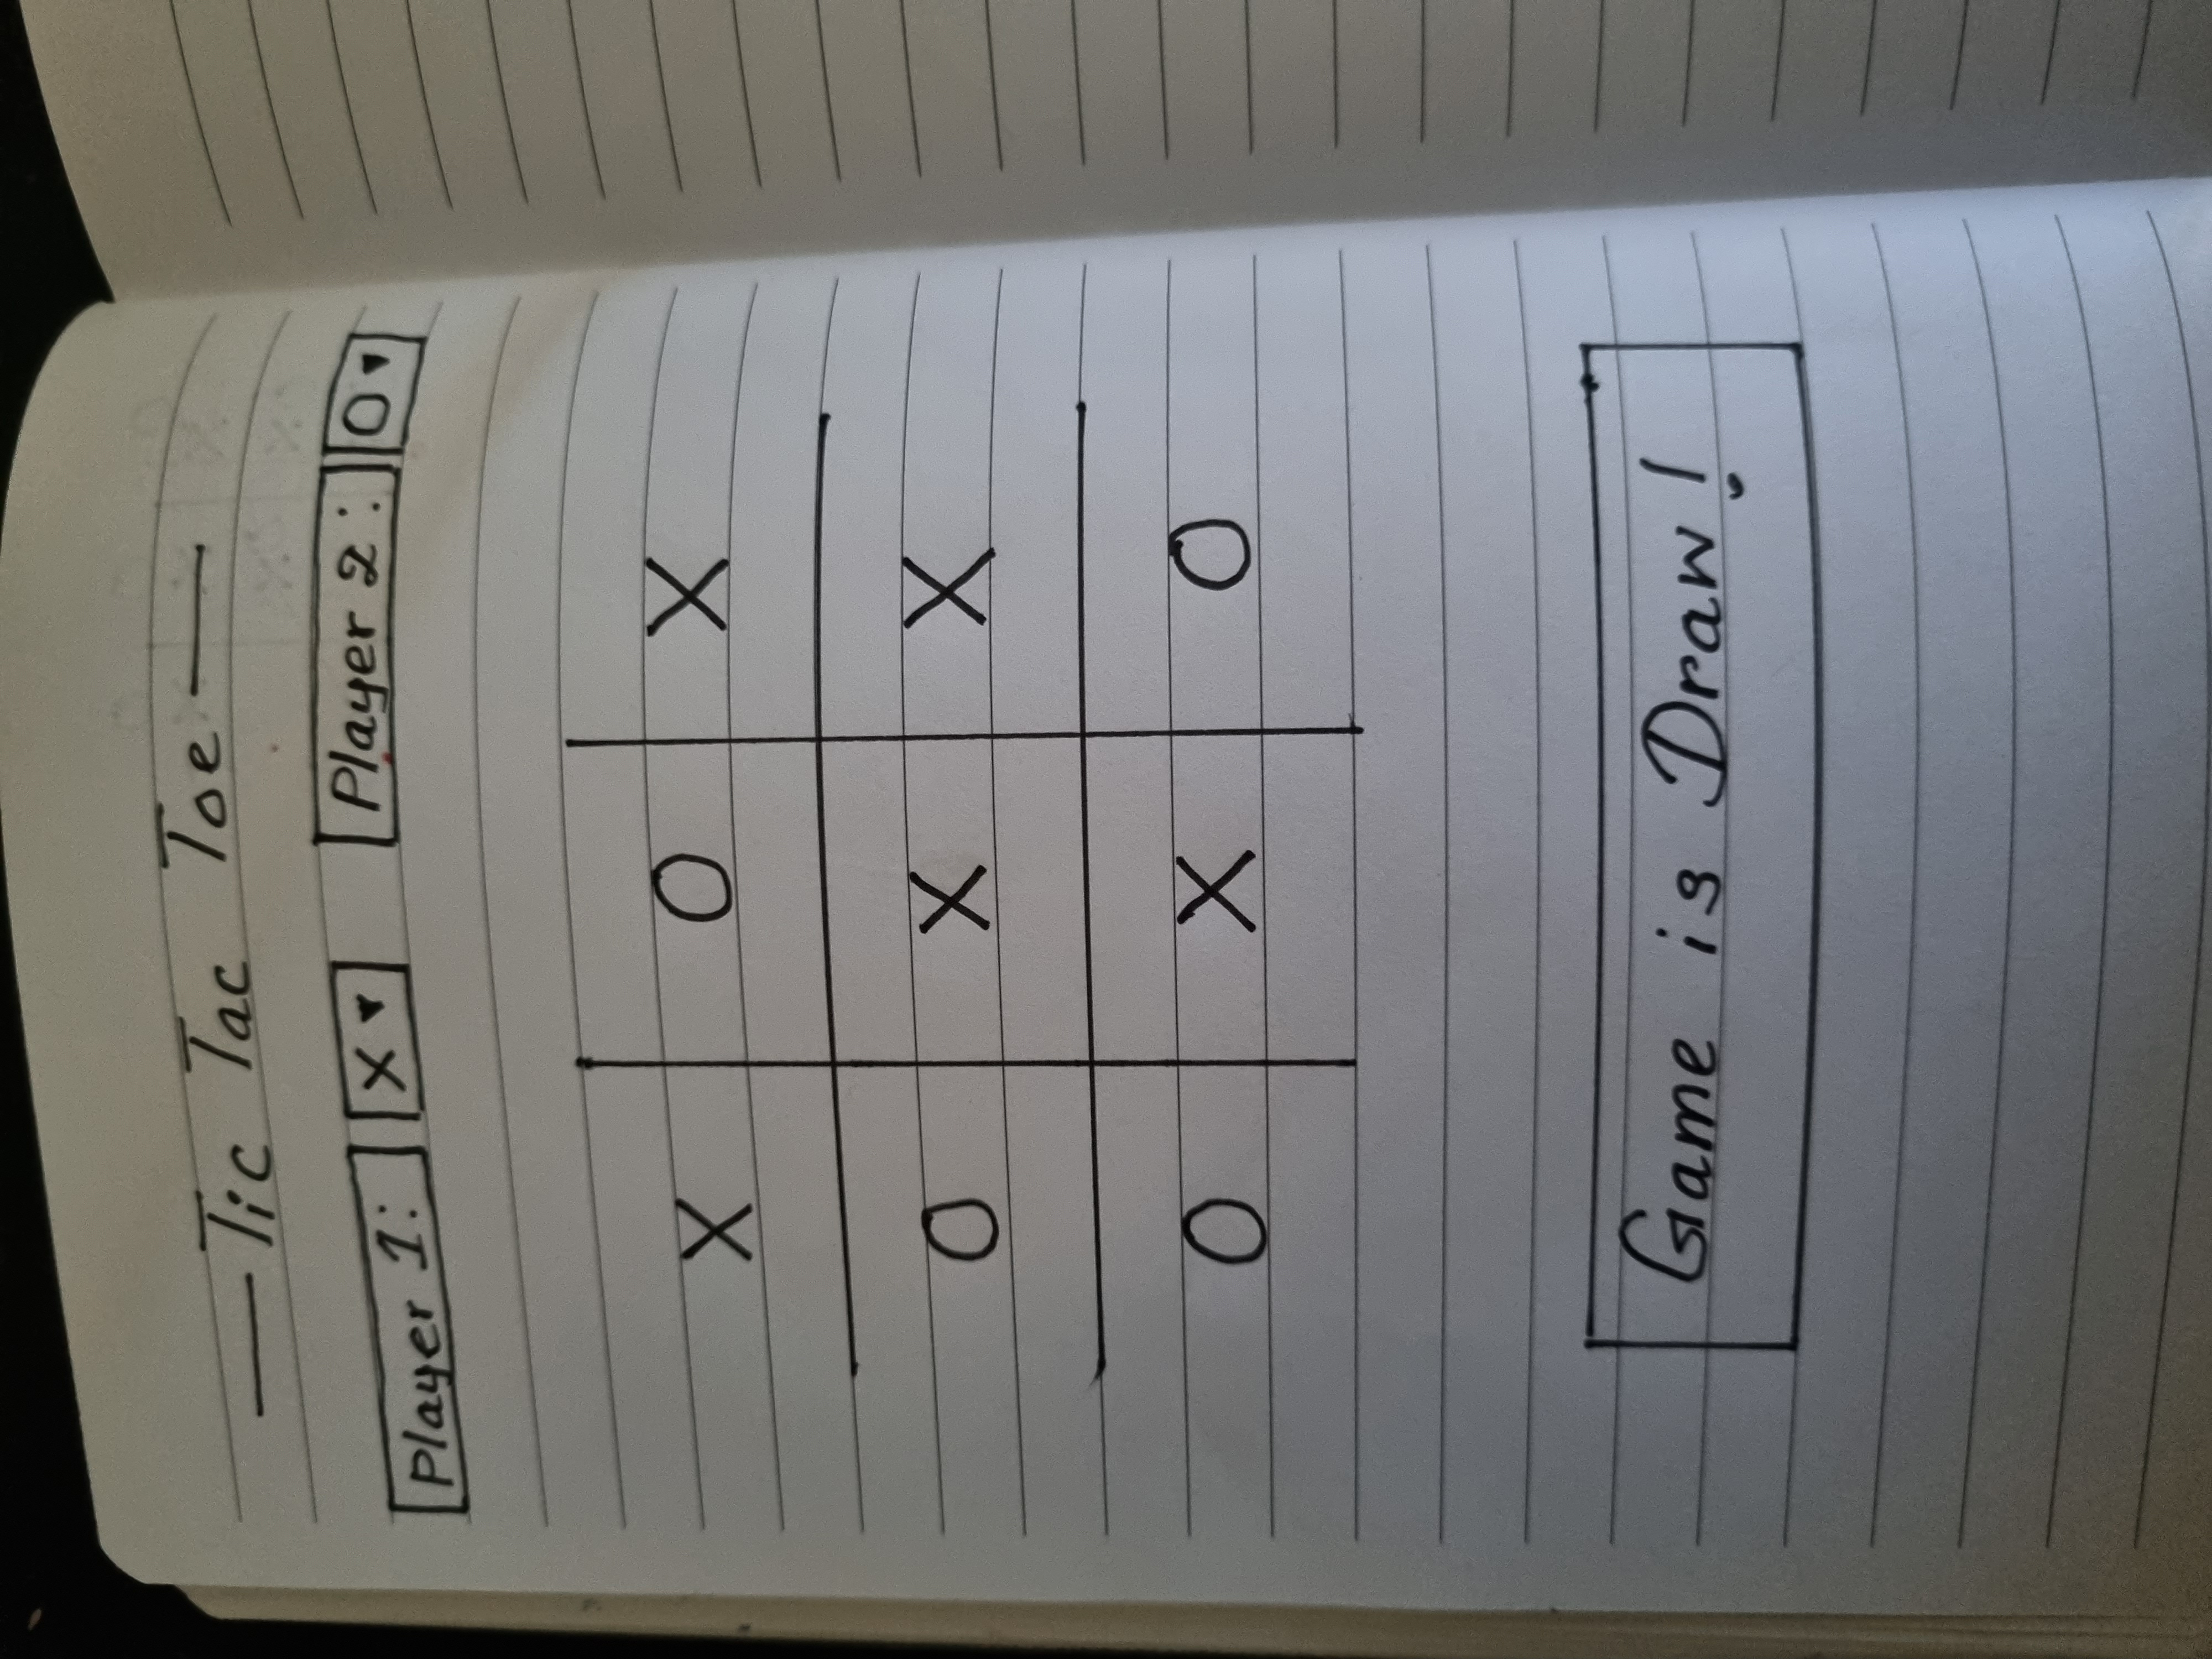 — Tic Tac Toe —
Player 1: X ▾ Player 2: O ▾
X O X
O X X
O X O
Game is Draw!